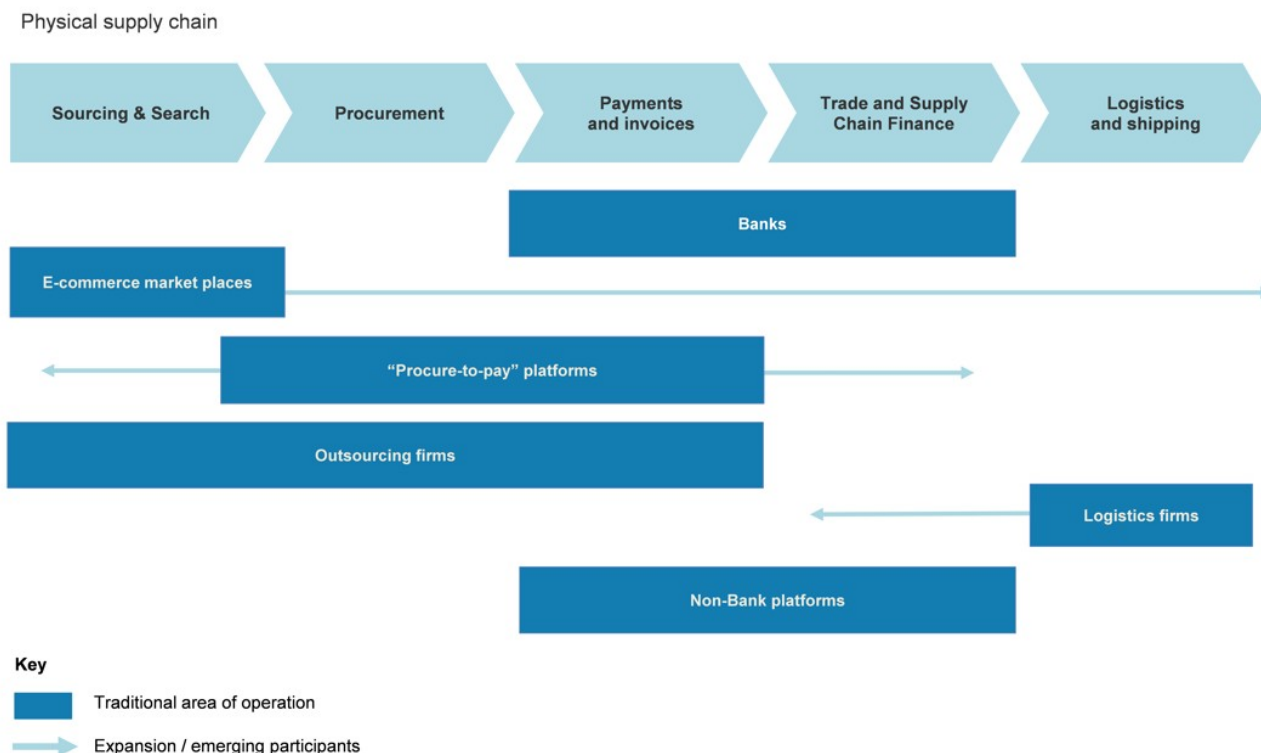 Physical supply chain
Sourcing & Search
Procurement
Payments
and invoices
Trade and Supply
Chain Finance
Logistics
and shipping
Banks
E-commerce market places
“Procure-to-pay” platforms
Outsourcing firms
Logistics firms
Non-Bank platforms
Key
Traditional area of operation
Expansion / emerging participants